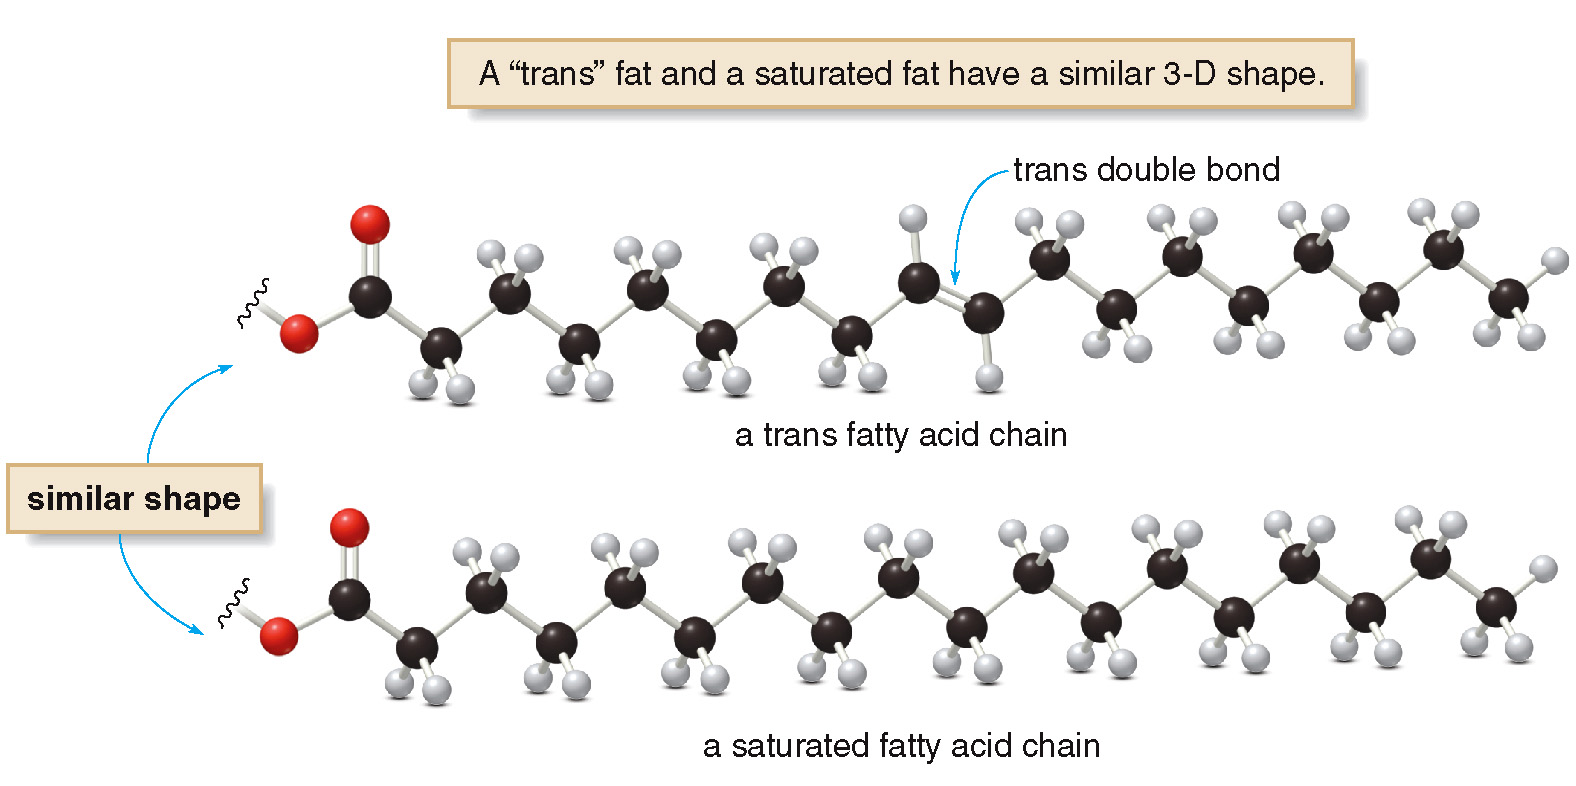 A “trans” fat and a saturated fat have a similar 3-D shape.
trans double bond
a trans fatty acid chain
similar shape
a saturated fatty acid chain